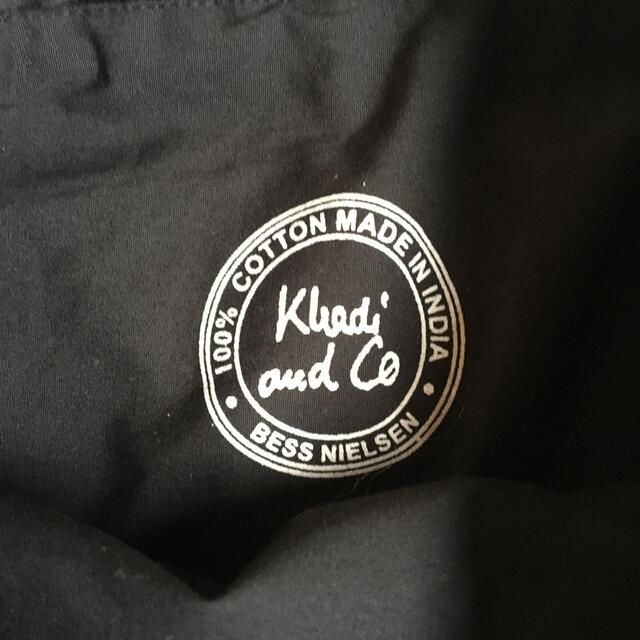 100% COTTON MADE IN INDIA
Khadi
and Co
BESS NIELSEN